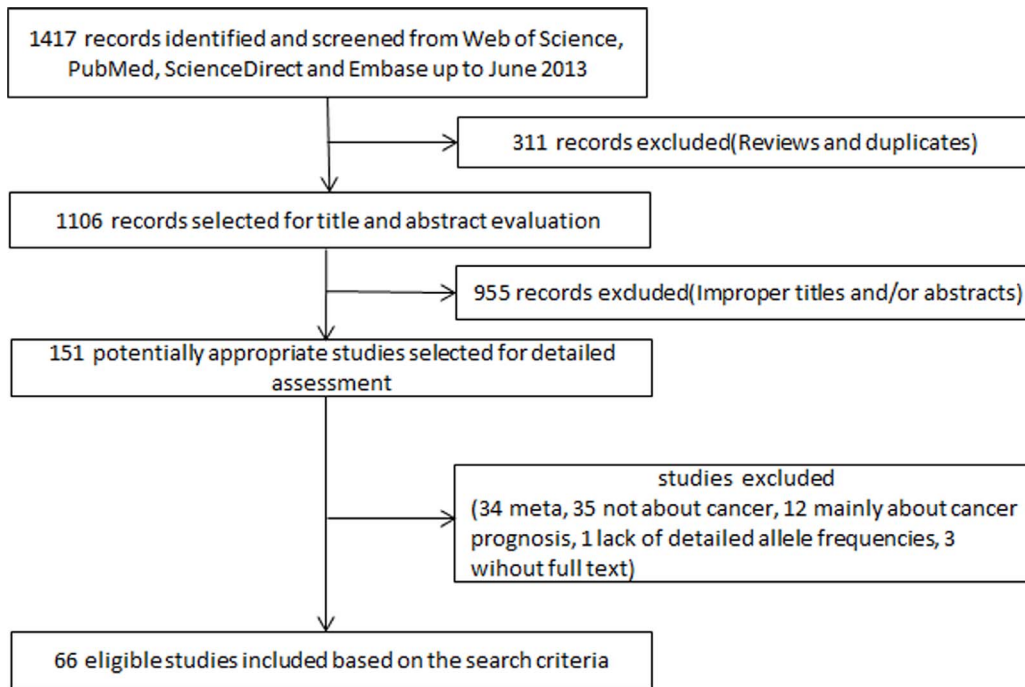 1417 records identified and screened from Web of Science,
PubMed, ScienceDirect and Embase up to June 2013
311 records excluded(Reviews and duplicates)
1106 records selected for title and abstract evaluation
955 records excluded(Improper titles and/or abstracts)
151 potentially appropriate studies selected for detailed
assessment
studies excluded
(34 meta, 35 not about cancer, 12 mainly about cancer
prognosis, 1 lack of detailed allele frequencies, 3
wihout full text)
66 eligible studies included based on the search criteria